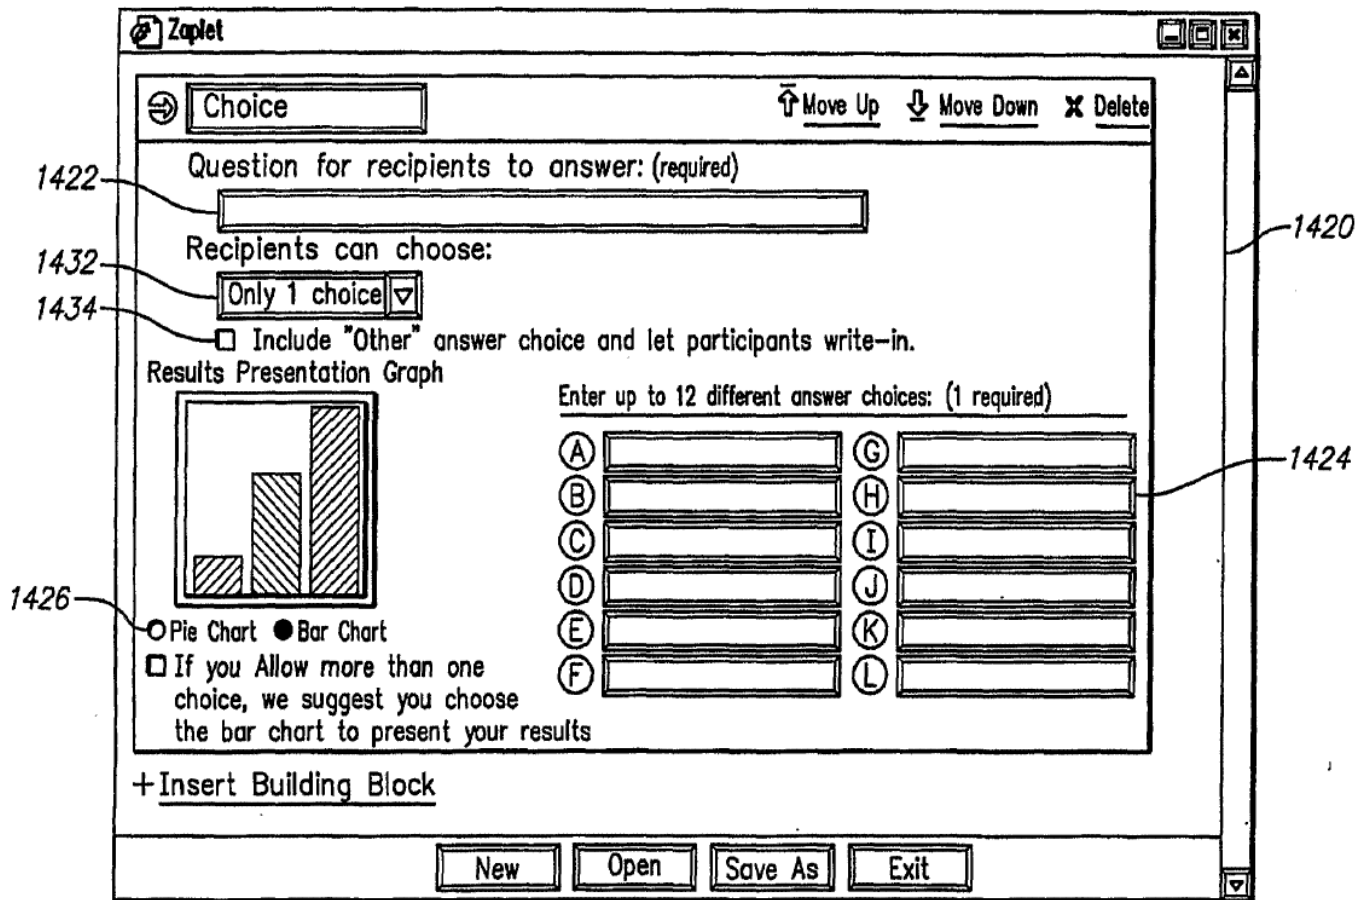 Zaplet
Choice Move Up Move Down X Delete
Question for recipients to answer: (required)
1422
1420
Recipients can choose:
1432
Only 1 choice
1434
Include "Other" answer choice and let participants write-in.
Results Presentation Graph
Enter up to 12 different answer choices: (1 required)
A G
1424
B H
C I
D J
E K
F L
1426
Pie Chart Bar Chart
If you Allow more than one
choice, we suggest you choose
the bar chart to present your results
+Insert Building Block
New Open Save As Exit